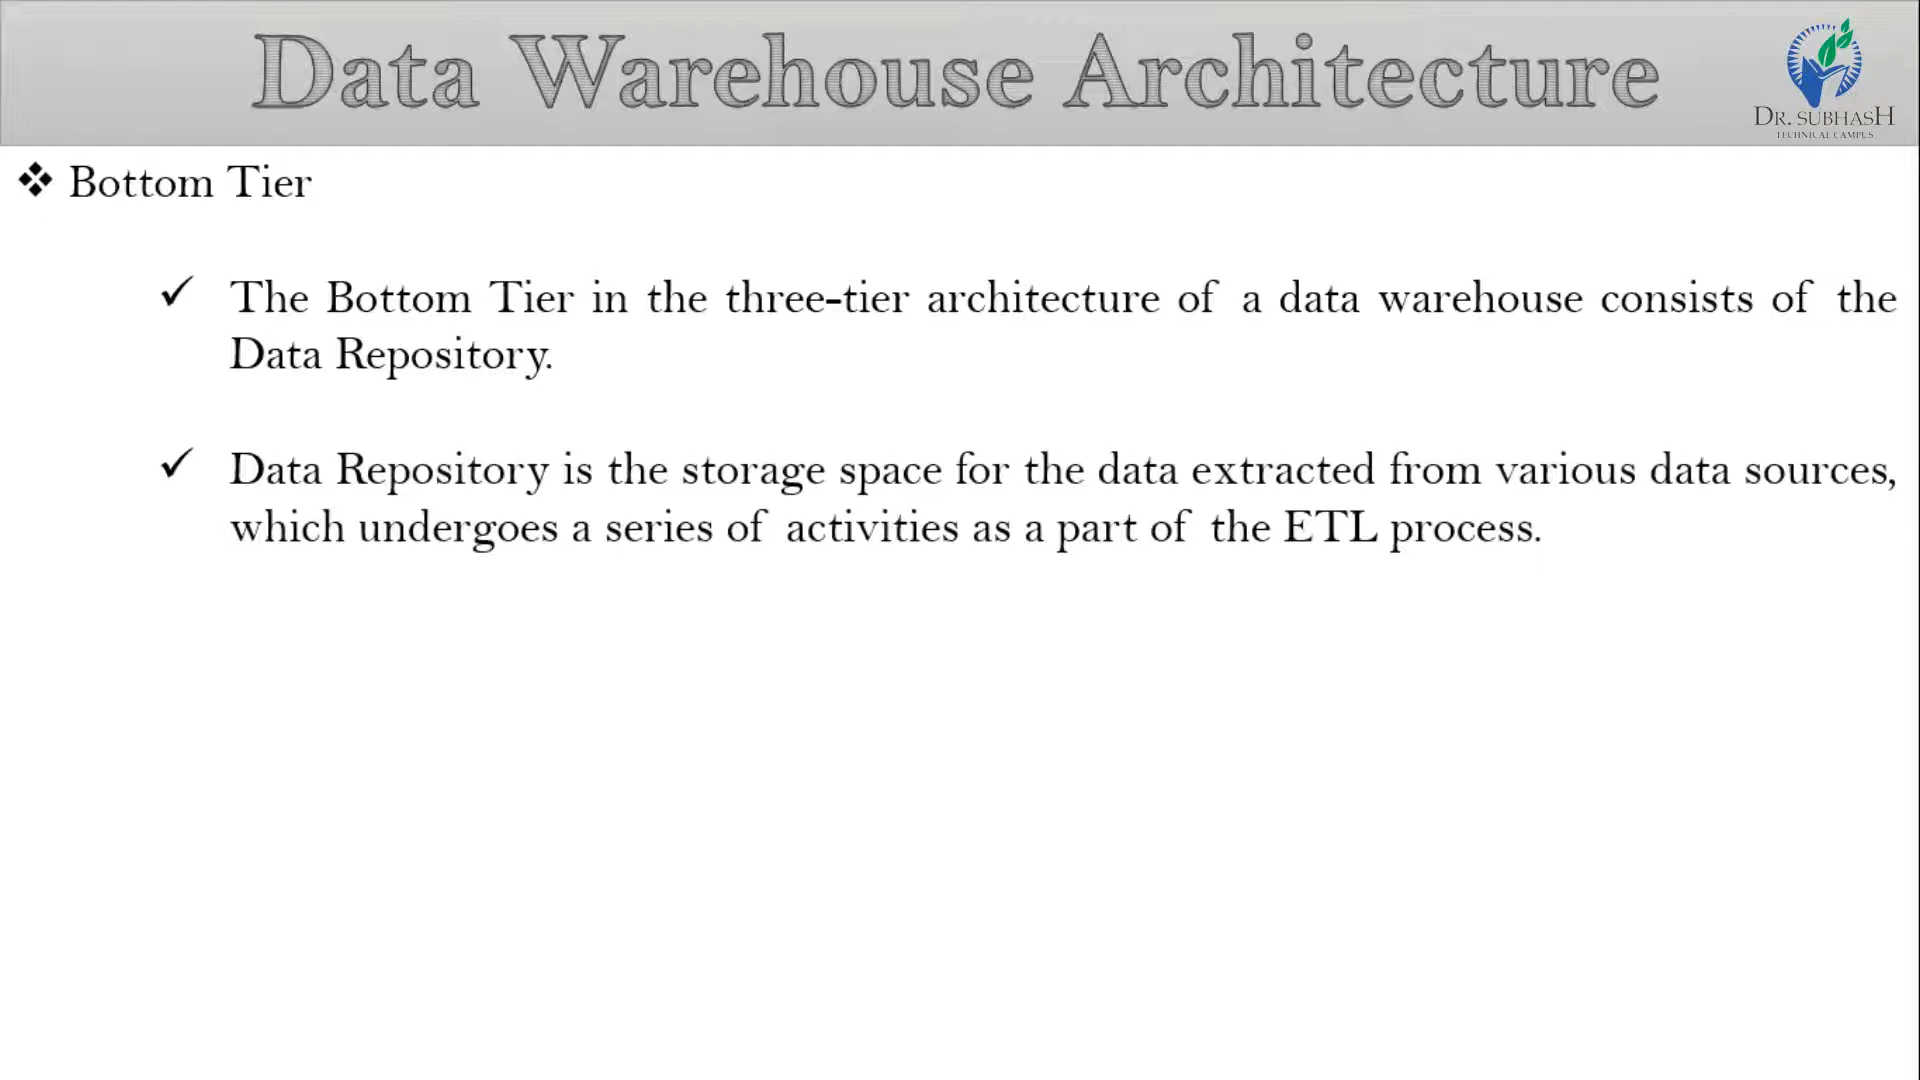 Data Warehouse Architecture
DR. SUBHASH
TECHNICAL CAMPUS
Bottom Tier
The Bottom Tier in the three-tier architecture of a data warehouse consists of the
Data Repository.
Data Repository is the storage space for the data extracted from various data sources,
which undergoes a series of activities as a part of the ETL process.